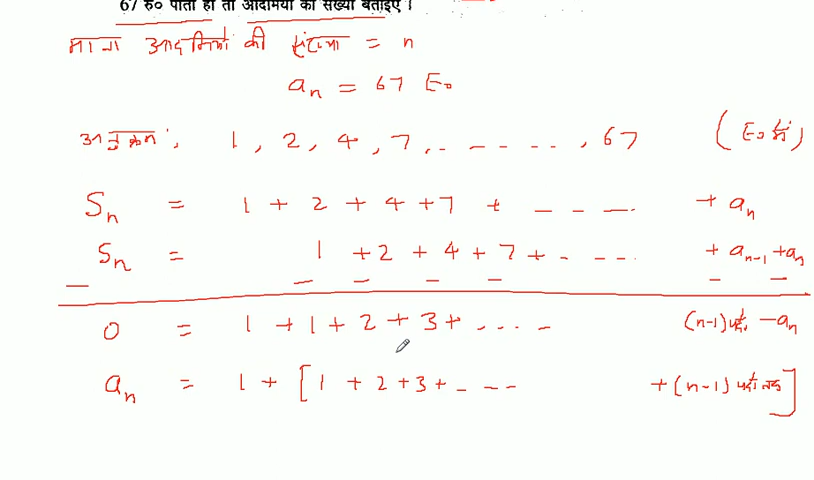 67 रु० पाता हो तो आदमियों की संख्या बताइए ।
माना आदमियों की संख्या = n
aₙ = 67 रु०
अनुक्रम, 1, 2, 4, 7, ..........., 67 (रु० में)
Sₙ = 1 + 2 + 4 + 7 + _ _ _ + aₙ
Sₙ = 1 + 2 + 4 + 7 + ..... + aₙ₋₁ + aₙ
_ _ _ _ _ _ _
0 = 1 + 1 + 2 + 3 + ..... (n-1) पद - aₙ
aₙ = 1 + [1 + 2 + 3 + _ _ _ + (n-1) पदों तक]